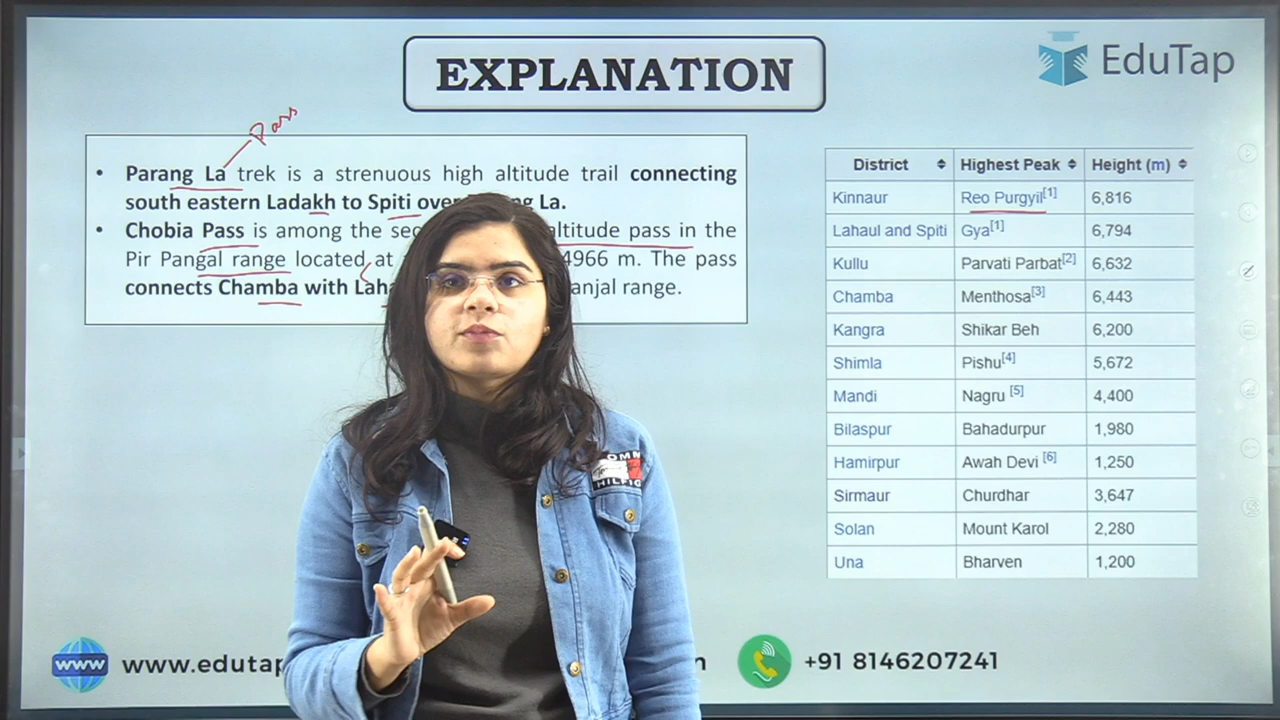 EXPLANATION
EduTap
Pass
• Parang La trek is a strenuous high altitude trail connecting
south eastern Ladakh to Spiti over La.
• Chobia Pass is among the altitude pass in the
Pir Pangal range located at 4966 m. The pass
connects Chamba with range.
District Highest Peak Height (m)
Kinnaur Reo Purgyil[1] 6,816
Lahaul and Spiti Gya[1] 6,794
Kullu Parvati Parbat[2] 6,632
Chamba Menthosa[3] 6,443
Kangra Shikar Beh 6,200
Shimla Pishu[4] 5,672
Mandi Nagru [5] 4,400
Bilaspur Bahadurpur 1,980
Hamirpur Awah Devi [6] 1,250
Sirmaur Churdhar 3,647
Solan Mount Karol 2,280
Una Bharven 1,200
WWW
+91 8146207241